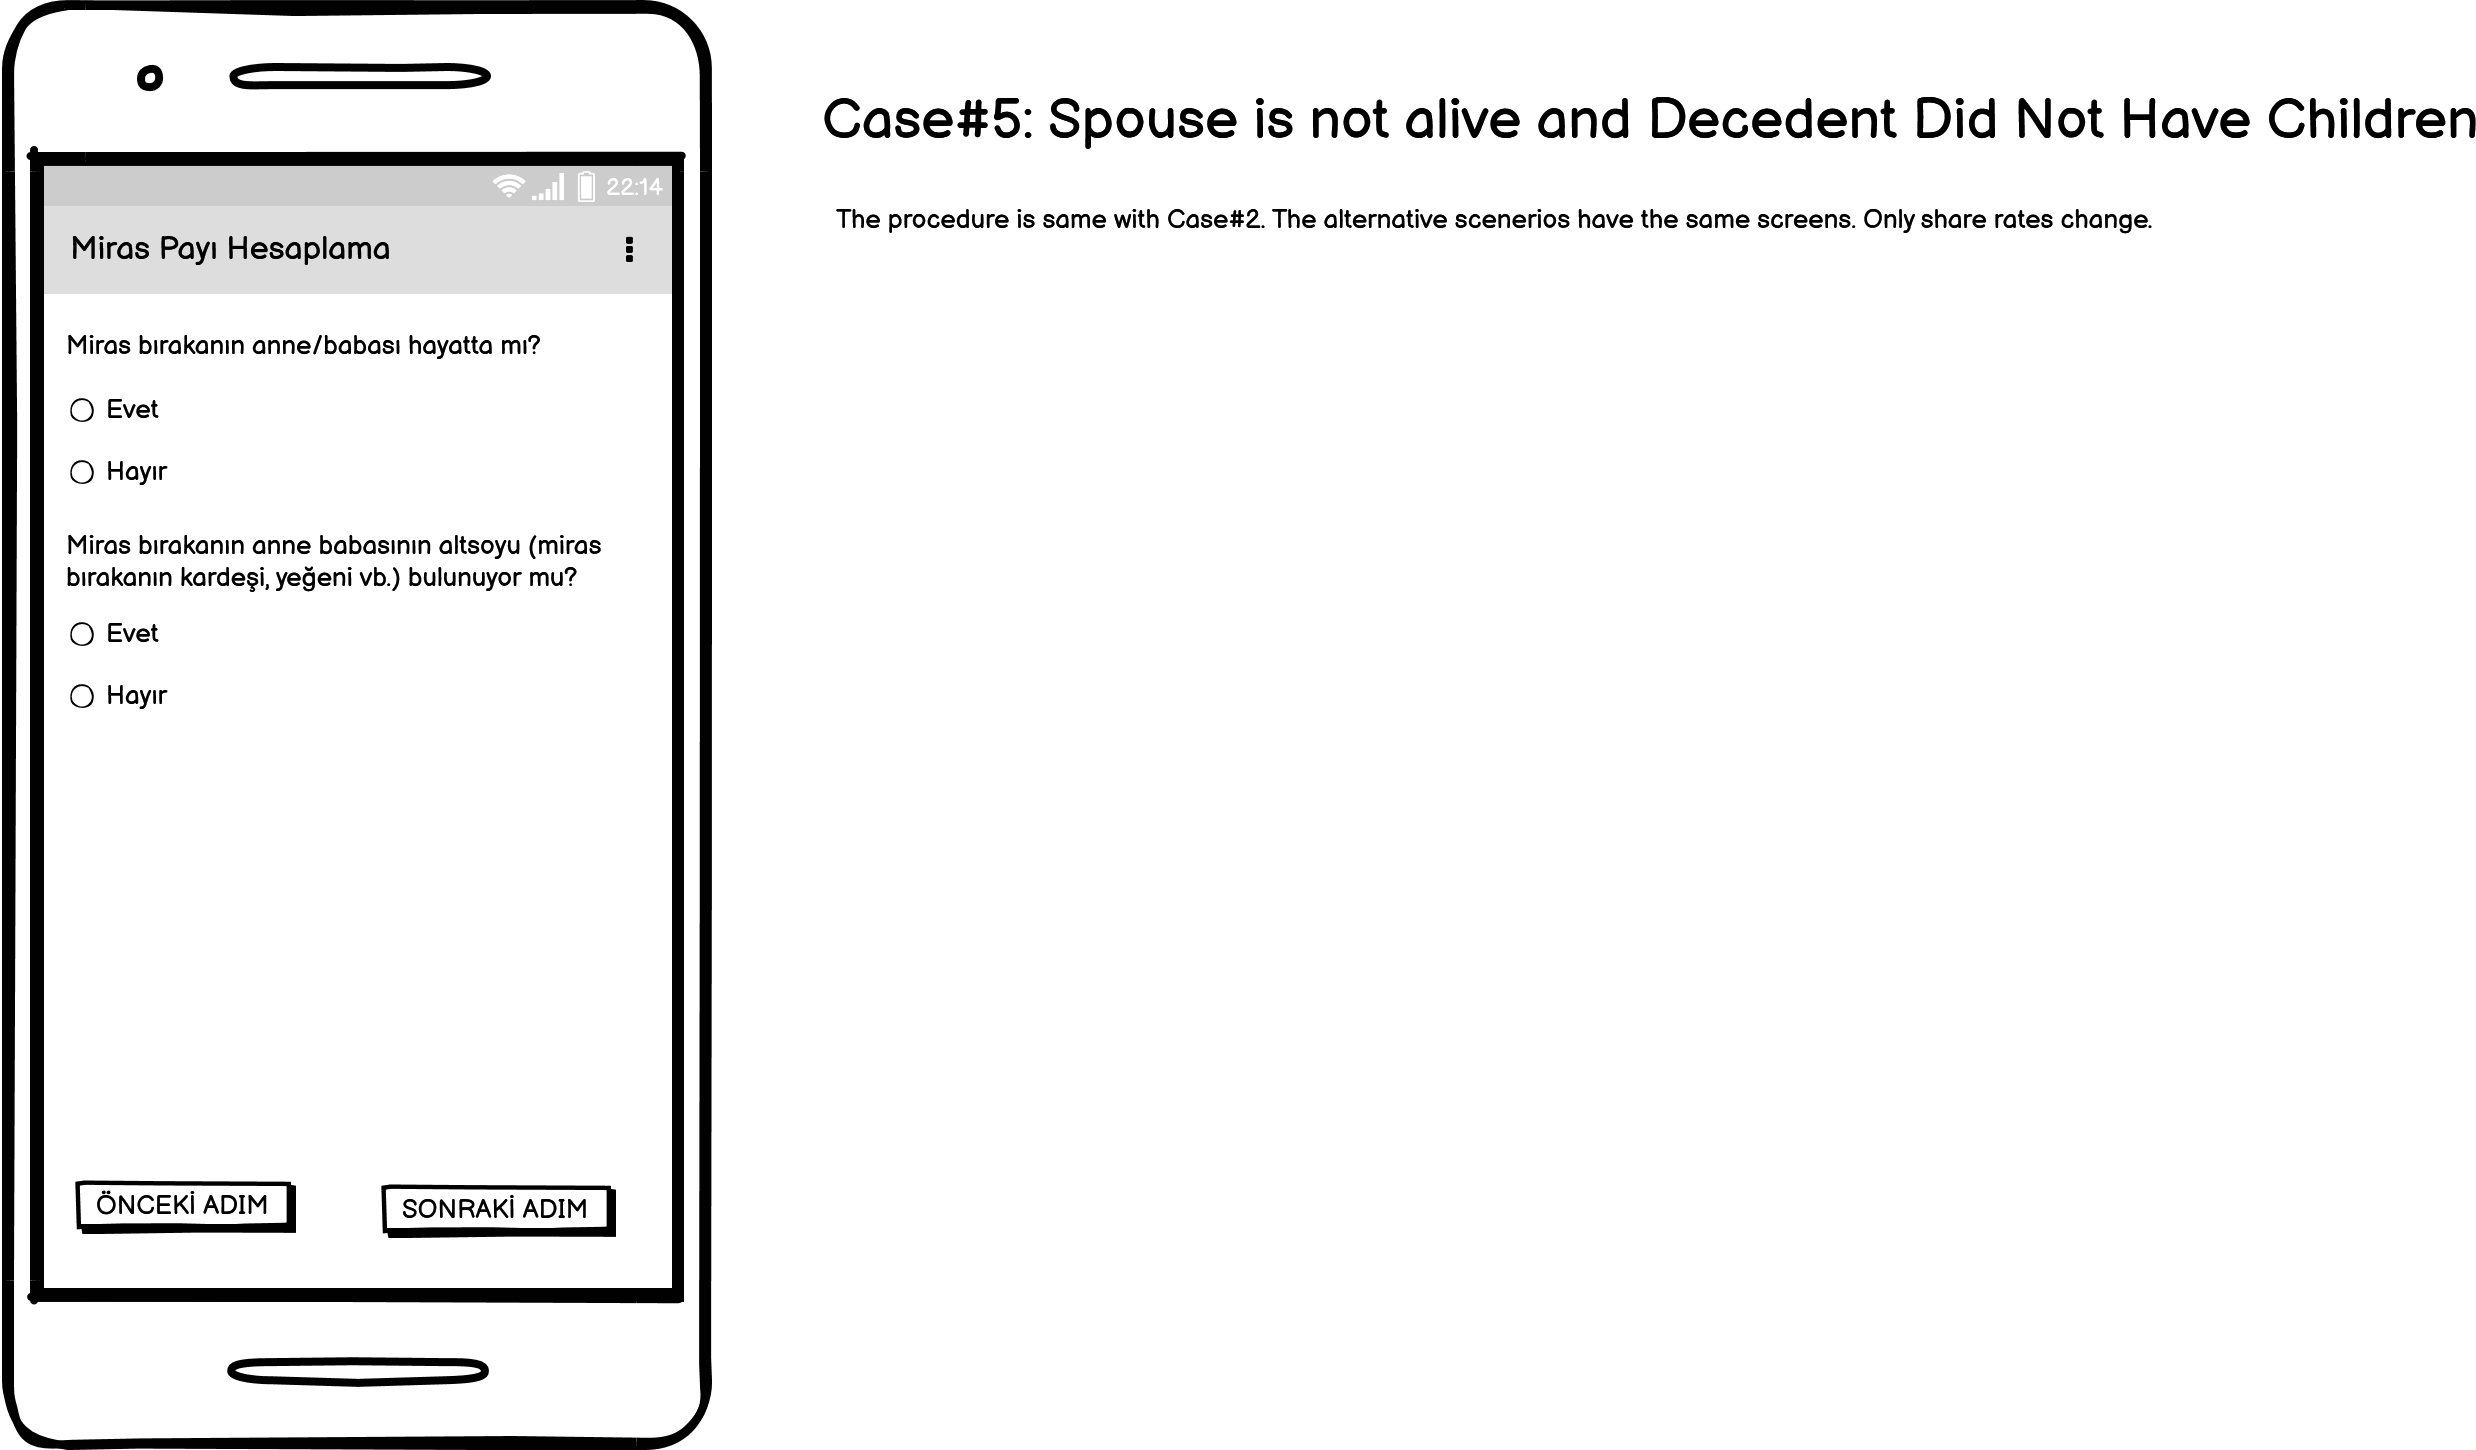 22:14
Miras Payı Hesaplama
Miras bırakanın anne/babası hayatta mı?
Evet
Hayır
Miras bırakanın anne babasının altsoyu (miras
bırakanın kardeşi, yeğeni vb.) bulunuyor mu?
Evet
Hayır
ÖNCEKİ ADIM
SONRAKİ ADIM
Case#5: Spouse is not alive and Decedent Did Not Have Children
The procedure is same with Case#2. The alternative scenerios have the same screens. Only share rates change.